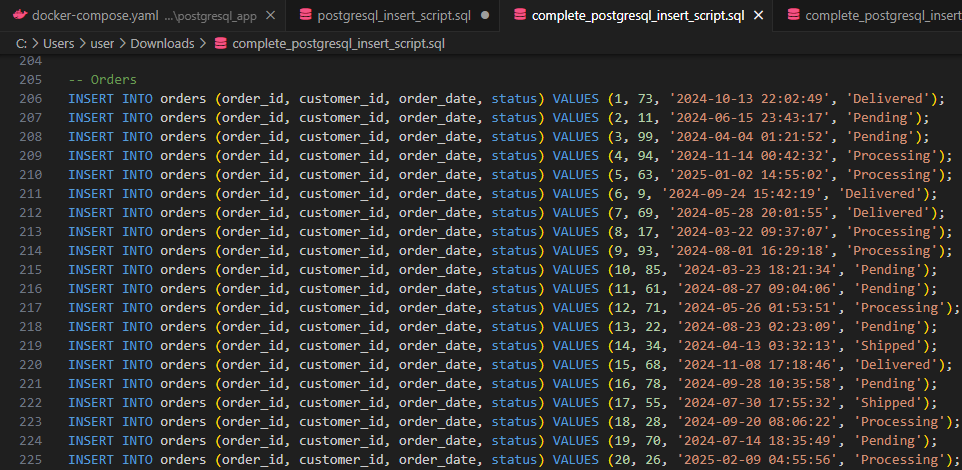 docker-compose.yaml ...\postgresql_app postgresql_insert_script.sql complete_postgresql_insert_script.sql complete_postgresql_insert
C: > Users > user > Downloads > complete_postgresql_insert_script.sql
204
205 -- Orders
206 INSERT INTO orders (order_id, customer_id, order_date, status) VALUES (1, 73, '2024-10-13 22:02:49', 'Delivered');
207 INSERT INTO orders (order_id, customer_id, order_date, status) VALUES (2, 11, '2024-06-15 23:43:17', 'Pending');
208 INSERT INTO orders (order_id, customer_id, order_date, status) VALUES (3, 99, '2024-04-04 01:21:52', 'Pending');
209 INSERT INTO orders (order_id, customer_id, order_date, status) VALUES (4, 94, '2024-11-14 00:42:32', 'Processing');
210 INSERT INTO orders (order_id, customer_id, order_date, status) VALUES (5, 63, '2025-01-02 14:55:02', 'Processing');
211 INSERT INTO orders (order_id, customer_id, order_date, status) VALUES (6, 9, '2024-09-24 15:42:19', 'Delivered');
212 INSERT INTO orders (order_id, customer_id, order_date, status) VALUES (7, 69, '2024-05-28 20:01:55', 'Delivered');
213 INSERT INTO orders (order_id, customer_id, order_date, status) VALUES (8, 17, '2024-03-22 09:37:07', 'Processing');
214 INSERT INTO orders (order_id, customer_id, order_date, status) VALUES (9, 93, '2024-08-01 16:29:18', 'Processing');
215 INSERT INTO orders (order_id, customer_id, order_date, status) VALUES (10, 85, '2024-03-23 18:21:34', 'Pending');
216 INSERT INTO orders (order_id, customer_id, order_date, status) VALUES (11, 61, '2024-08-27 09:04:06', 'Pending');
217 INSERT INTO orders (order_id, customer_id, order_date, status) VALUES (12, 71, '2024-05-26 01:53:51', 'Processing');
218 INSERT INTO orders (order_id, customer_id, order_date, status) VALUES (13, 22, '2024-08-23 02:23:09', 'Pending');
219 INSERT INTO orders (order_id, customer_id, order_date, status) VALUES (14, 34, '2024-04-13 03:32:13', 'Shipped');
220 INSERT INTO orders (order_id, customer_id, order_date, status) VALUES (15, 68, '2024-11-08 17:18:46', 'Delivered');
221 INSERT INTO orders (order_id, customer_id, order_date, status) VALUES (16, 78, '2024-09-28 10:35:58', 'Pending');
222 INSERT INTO orders (order_id, customer_id, order_date, status) VALUES (17, 55, '2024-07-30 17:55:32', 'Shipped');
223 INSERT INTO orders (order_id, customer_id, order_date, status) VALUES (18, 28, '2024-09-20 08:06:22', 'Processing');
224 INSERT INTO orders (order_id, customer_id, order_date, status) VALUES (19, 70, '2024-07-14 18:35:49', 'Pending');
225 INSERT INTO orders (order_id, customer_id, order_date, status) VALUES (20, 26, '2025-02-09 04:55:56', 'Processing');